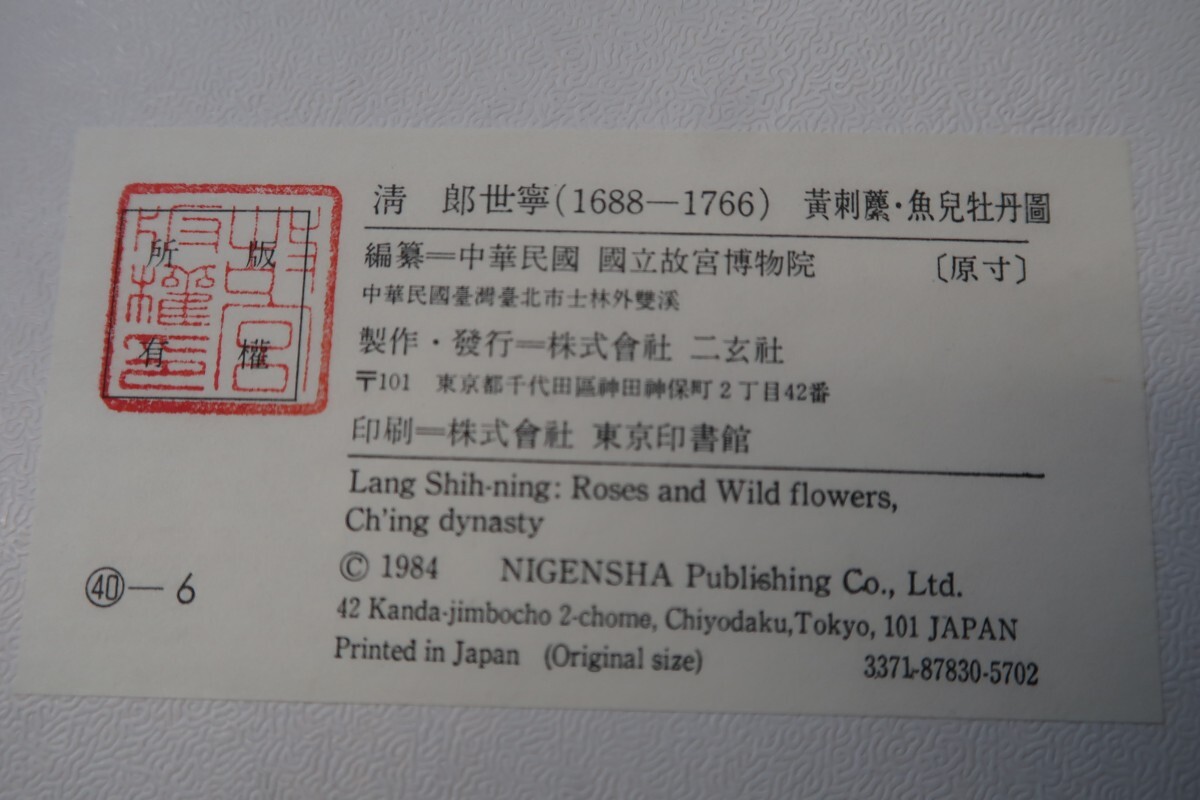 版權
所有
清 郎世寧(1688—1766) 黃刺蘪・魚兒牡丹圖
編纂＝中華民國 國立故宮博物院 〔原寸〕
中華民國臺灣臺北市士林外雙溪
製作・發行＝株式會社 二玄社
〒101 東京都千代田區神田神保町2丁目42番
印刷＝株式會社 東京印書館
Lang Shih-ning: Roses and Wild flowers,
Ch'ing dynasty
© 1984 NIGENSHA Publishing Co., Ltd.
42 Kanda-jimbocho 2-chome, Chiyodaku,Tokyo, 101 JAPAN
Printed in Japan (Original size) 3371-87830-5702
㊵—6